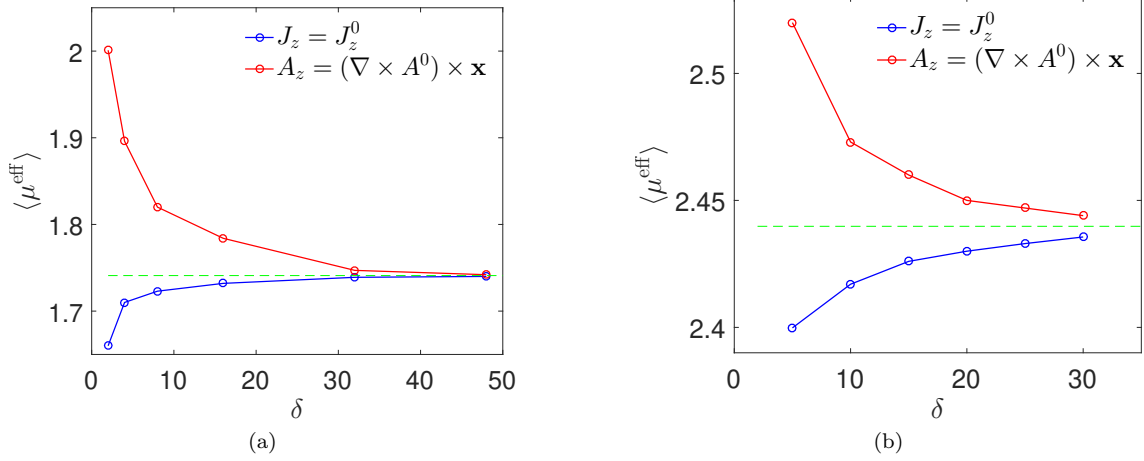 2
1.9
1.8
1.7
⟨μ^eff⟩
J_z = J_z^0
A_z = (∇ × A^0) × x
0 10 20 30 40 50
δ
(a)
2.5
2.45
2.4
⟨μ^eff⟩
J_z = J_z^0
A_z = (∇ × A^0) × x
0 10 20 30
δ
(b)